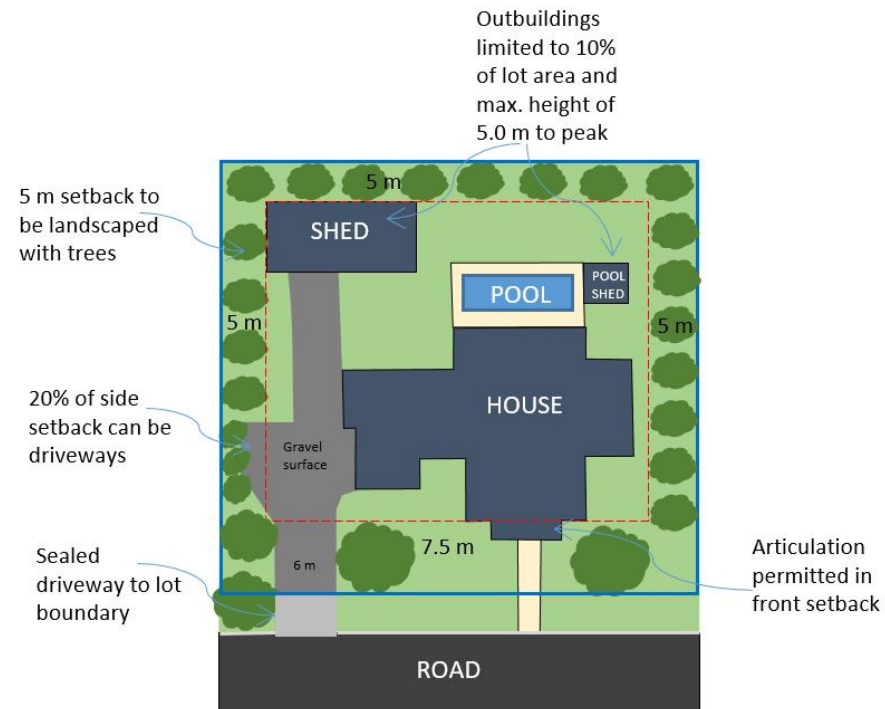 Outbuildings
limited to 10%
of lot area and
max. height of
5.0 m to peak
5 m setback to
be landscaped
with trees
5 m
SHED
POOL
SHED
POOL
5 m
5 m
20% of side
setback can be
driveways
HOUSE
Gravel
surface
Sealed
driveway to lot
boundary
6 m
7.5 m
Articulation
permitted in
front setback
ROAD